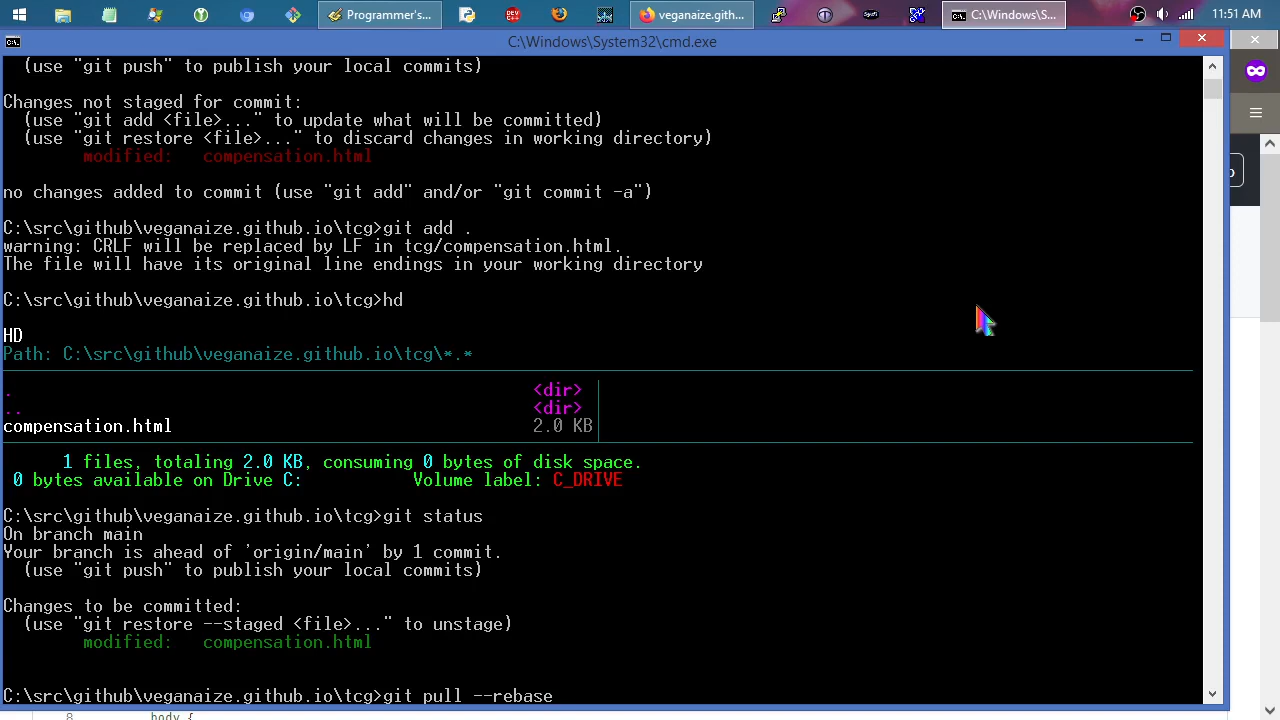 Programmer's...
veganaize.gith...
C:\Windows\S...
11:51 AM
C:\Windows\System32\cmd.exe
(use "git push" to publish your local commits)
Changes not staged for commit:
(use "git add <file>..." to update what will be committed)
(use "git restore <file>..." to discard changes in working directory)
modified:   compensation.html
no changes added to commit (use "git add" and/or "git commit -a")
C:\src\github\veganaize.github.io\tcg>git add .
warning: CRLF will be replaced by LF in tcg/compensation.html.
The file will have its original line endings in your working directory
C:\src\github\veganaize.github.io\tcg>hd
HD
Path: C:\src\github\veganaize.github.io\tcg\*.*
. <dir>
.. <dir>
compensation.html 2.0 KB
1 files, totaling 2.0 KB, consuming 0 bytes of disk space.
0 bytes available on Drive C: Volume label: C_DRIVE
C:\src\github\veganaize.github.io\tcg>git status
On branch main
Your branch is ahead of 'origin/main' by 1 commit.
(use "git push" to publish your local commits)
Changes to be committed:
(use "git restore --staged <file>..." to unstage)
modified:   compensation.html
C:\src\github\veganaize.github.io\tcg>git pull --rebase
8 body {